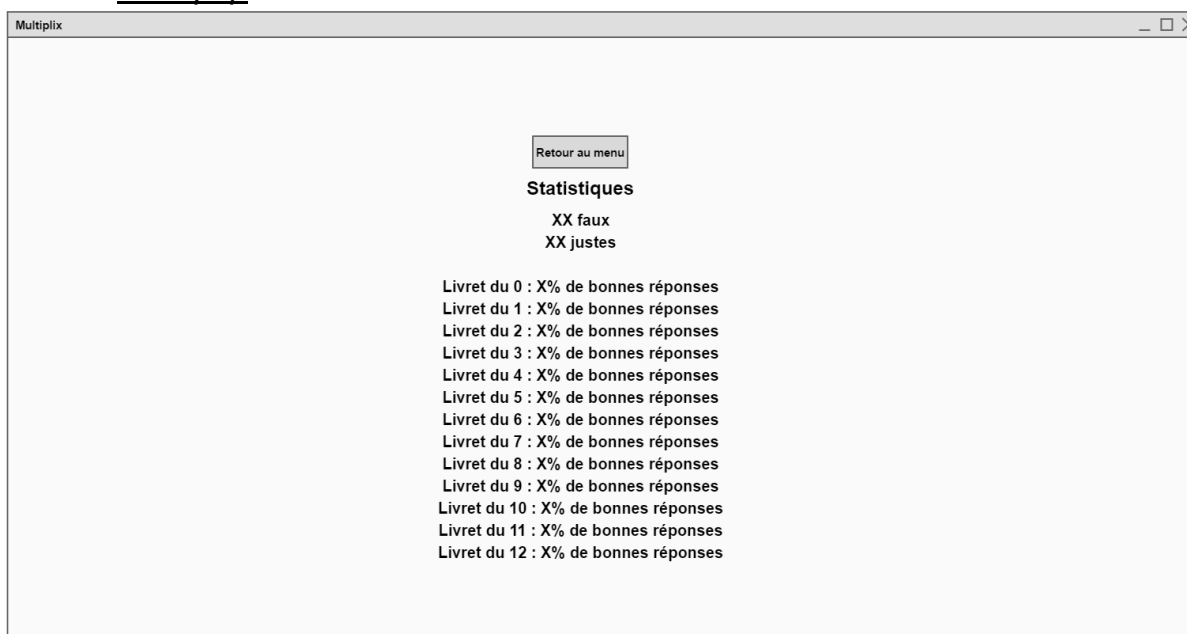 Multiplix
Retour au menu
Statistiques
XX faux
XX justes
Livret du 0 : X% de bonnes réponses
Livret du 1 : X% de bonnes réponses
Livret du 2 : X% de bonnes réponses
Livret du 3 : X% de bonnes réponses
Livret du 4 : X% de bonnes réponses
Livret du 5 : X% de bonnes réponses
Livret du 6 : X% de bonnes réponses
Livret du 7 : X% de bonnes réponses
Livret du 8 : X% de bonnes réponses
Livret du 9 : X% de bonnes réponses
Livret du 10 : X% de bonnes réponses
Livret du 11 : X% de bonnes réponses
Livret du 12 : X% de bonnes réponses